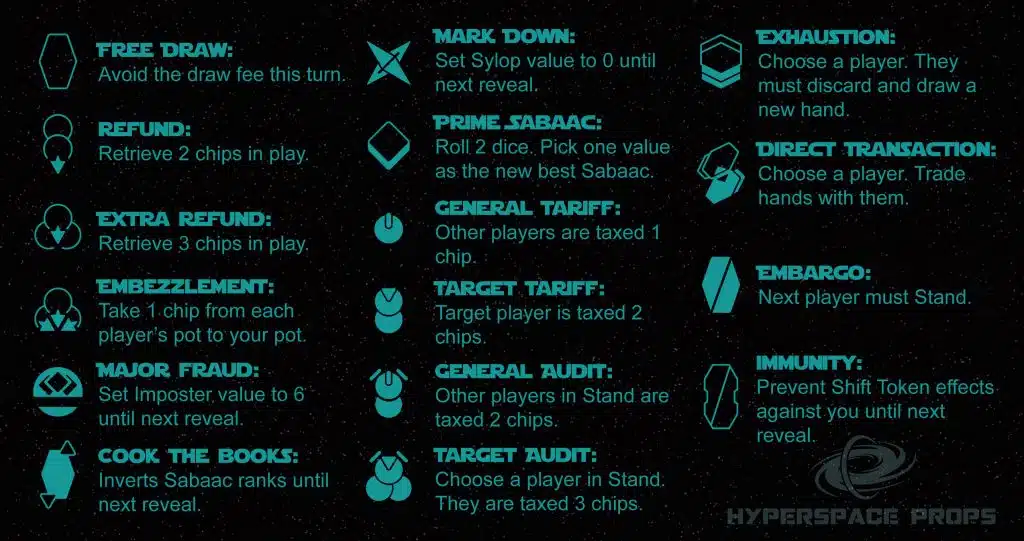 FREE DRAW:
Avoid the draw fee this turn.
REFUND:
Retrieve 2 chips in play.
EXTRA REFUND:
Retrieve 3 chips in play.
EMBEZZLEMENT:
Take 1 chip from each
player's pot to your pot.
MAJOR FRAUD:
Set Imposter value to 6
until next reveal.
COOK THE BOOKS:
Inverts Sabaac ranks until
next reveal.
MARK DOWN:
Set Sylop value to 0 until
next reveal.
PRIME SABAAC:
Roll 2 dice. Pick one value
as the new best Sabaac.
GENERAL TARIFF:
Other players are taxed 1
chip.
TARGET TARIFF:
Target player is taxed 2
chips.
GENERAL AUDIT:
Other players in Stand are
taxed 2 chips.
TARGET AUDIT:
Choose a player in Stand.
They are taxed 3 chips.
EXHAUSTION:
Choose a player. They
must discard and draw a
new hand.
DIRECT TRANSACTION:
Choose a player. Trade
hands with them.
EMBARGO:
Next player must Stand.
IMMUNITY:
Prevent Shift Token effects
against you until next
reveal.
HYPERSPACE PROPS